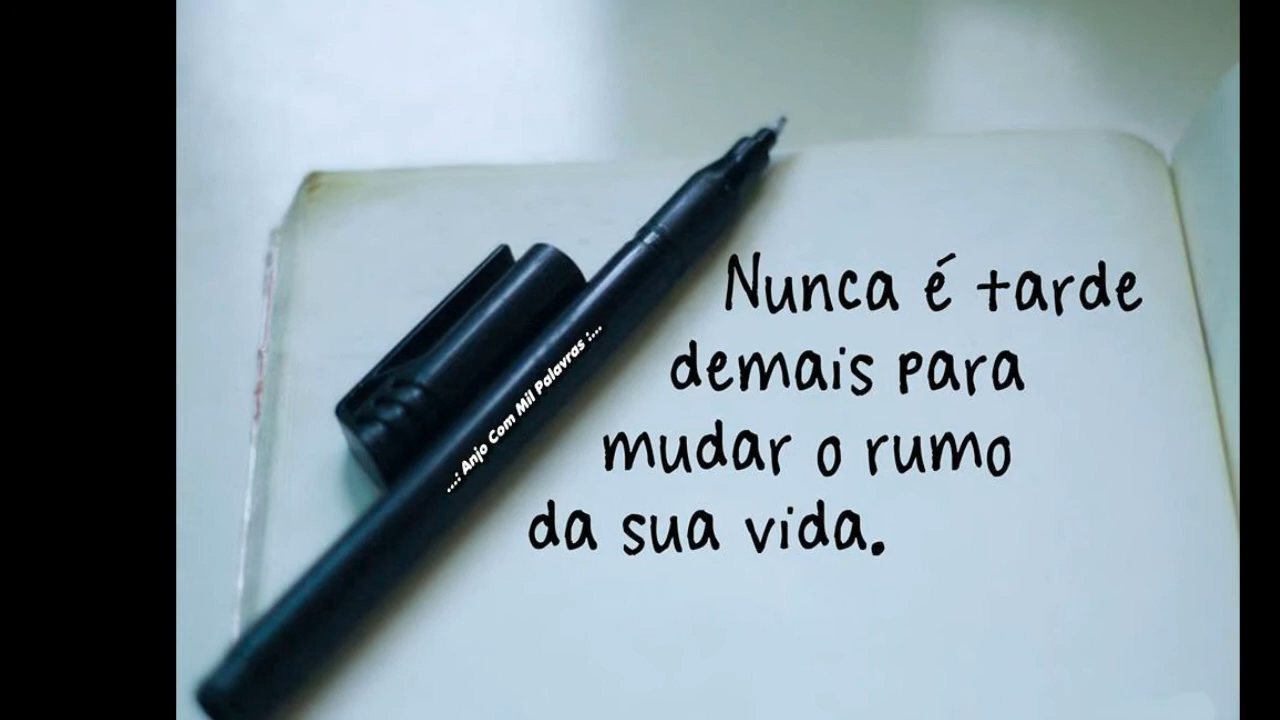 Nunca é tarde
demais para
mudar o rumo
da sua vida.
...: Anjo Com Mil Palavras :...